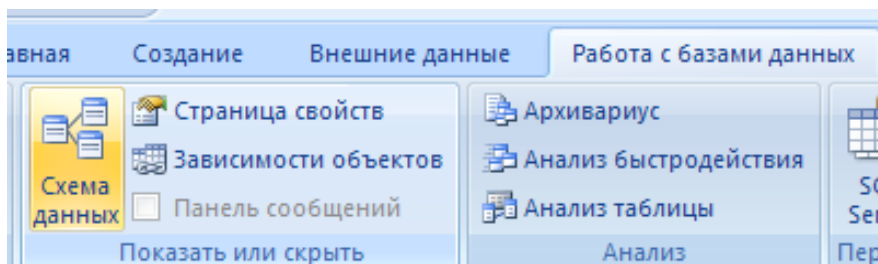 Создание Внешние данные Работа с базами данных
Схема данных
Страница свойств
Зависимости объектов
Панель сообщений
Показать или скрыть
Архивариус
Анализ быстродействия
Анализ таблицы
Анализ